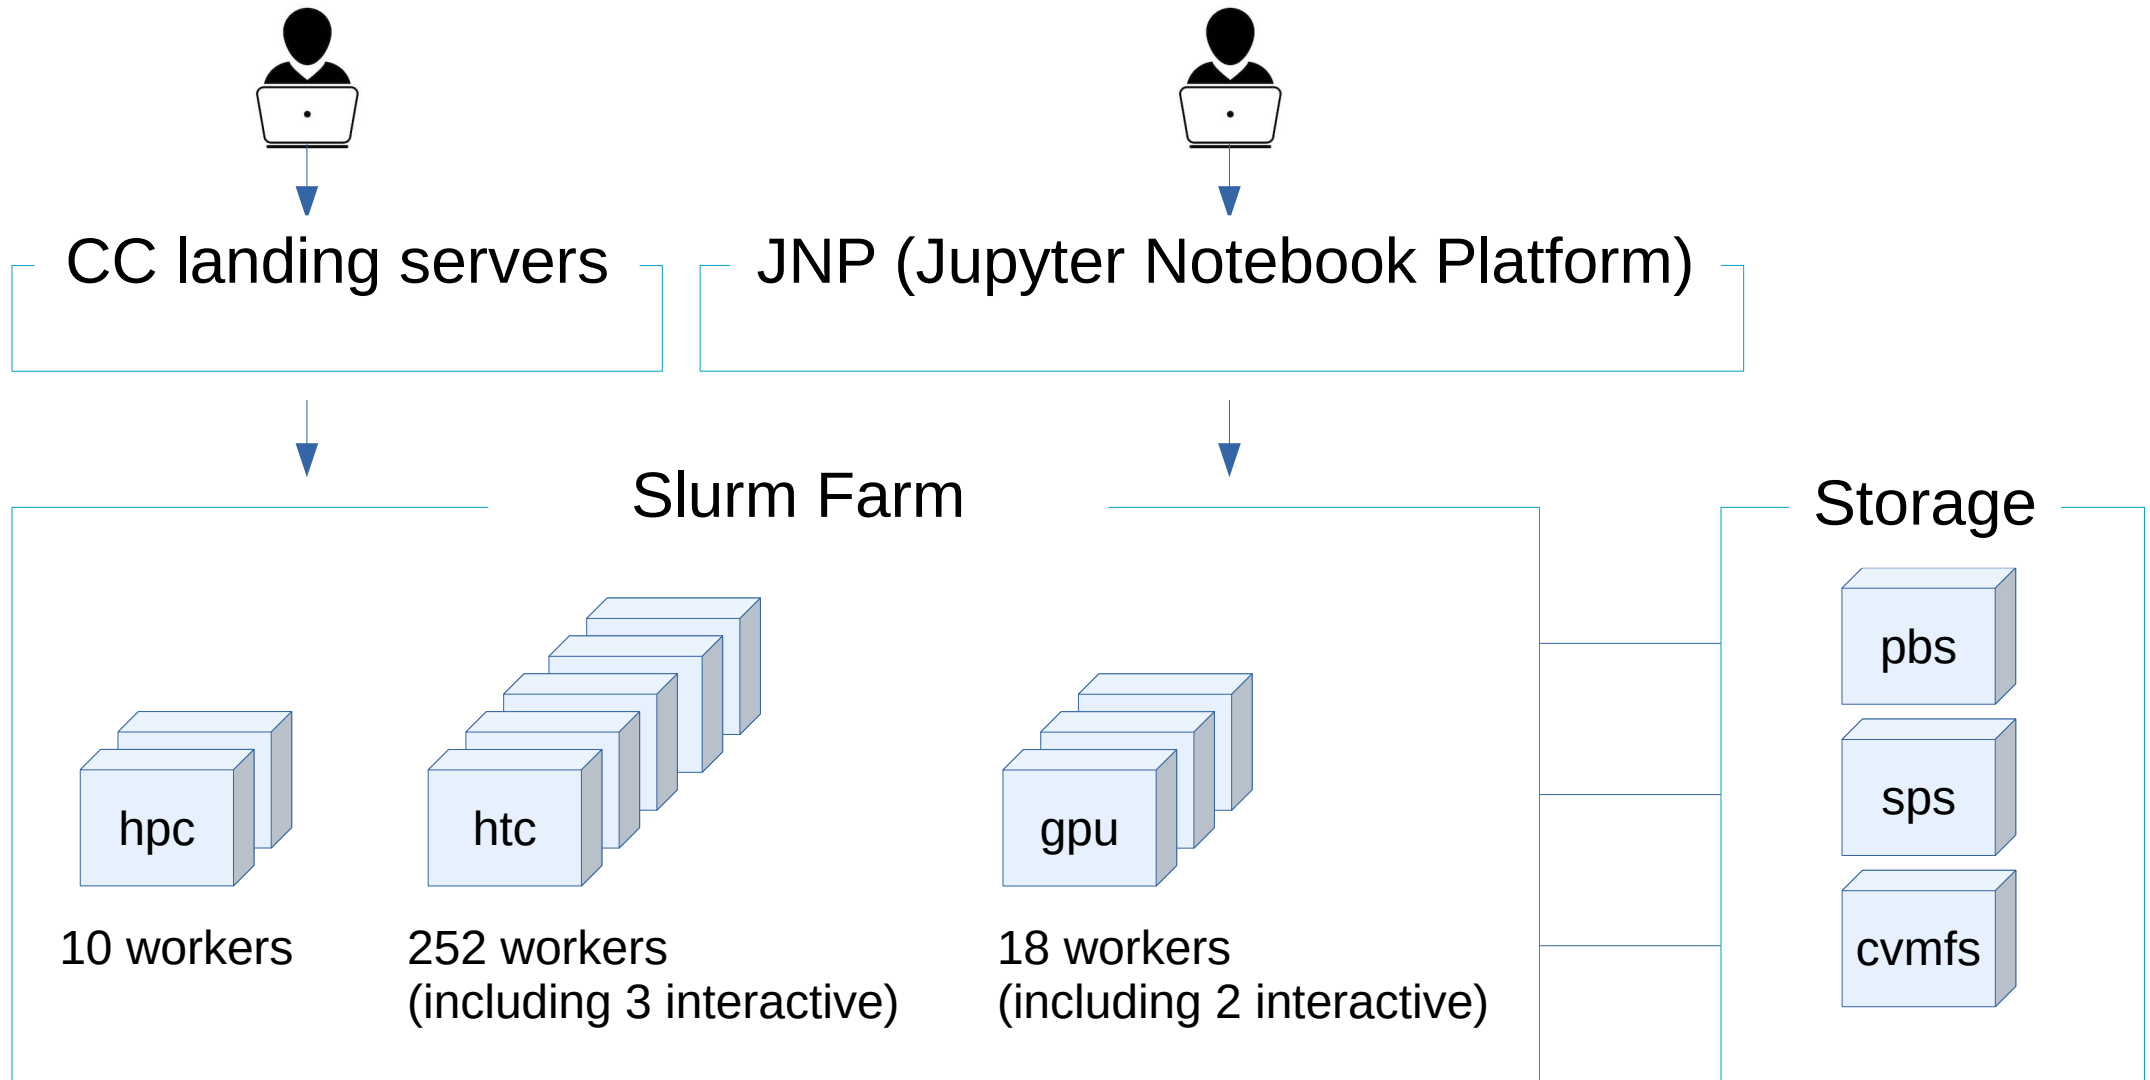 CC landing servers
JNP (Jupyter Notebook Platform)
Slurm Farm
Storage
hpc
htc
gpu
10 workers
252 workers
(including 3 interactive)
18 workers
(including 2 interactive)
pbs
sps
cvmfs